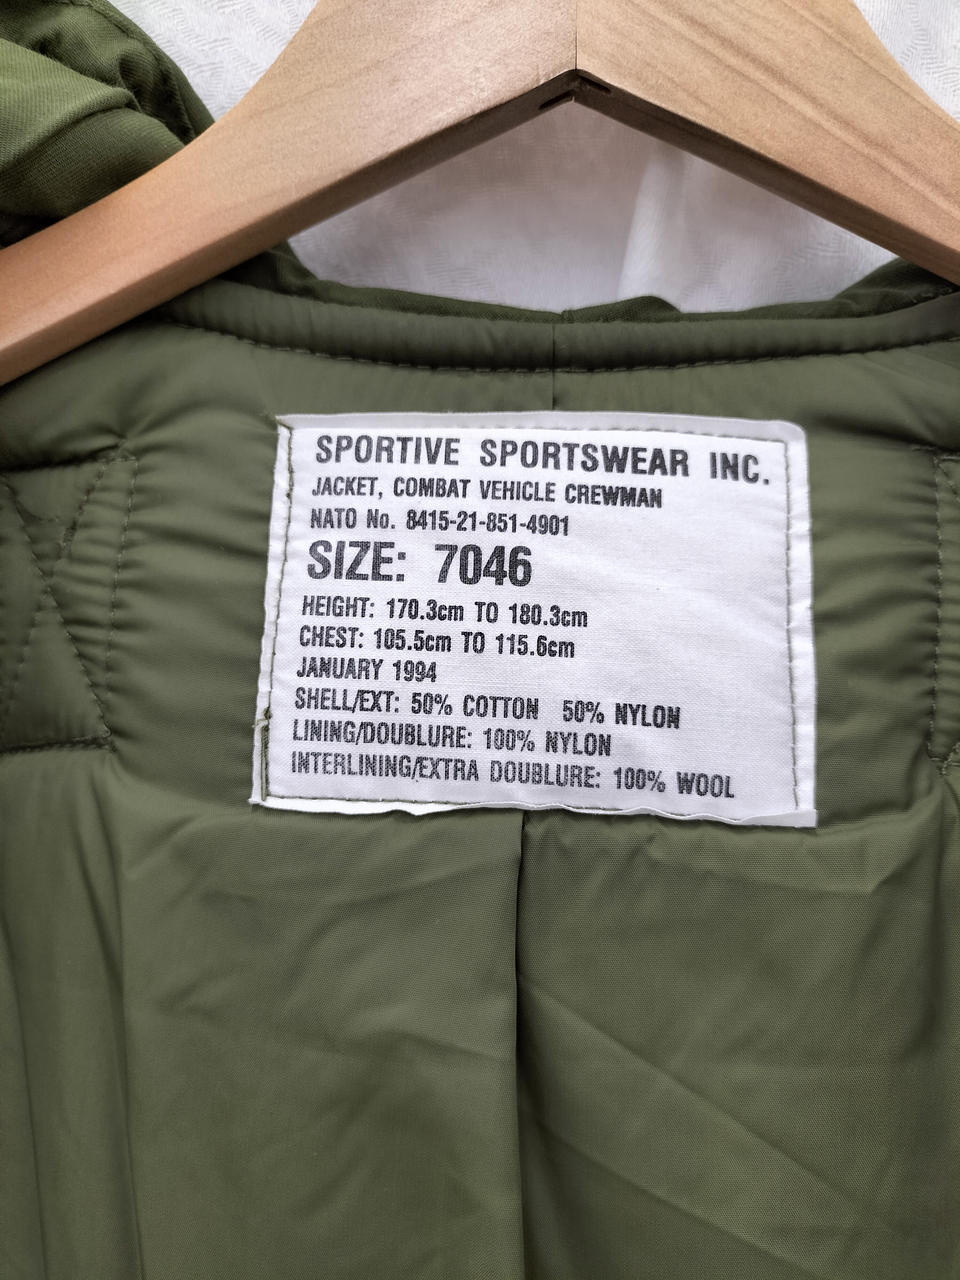 SPORTIVE SPORTSWEAR INC.
JACKET, COMBAT VEHICLE CREWMAN
NATO No. 8415-21-851-4901
SIZE: 7046
HEIGHT: 170.3cm TO 180.3cm
CHEST: 105.5cm TO 115.6cm
JANUARY 1994
SHELL/EXT: 50% COTTON 50% NYLON
LINING/DOUBLURE: 100% NYLON
INTERLINING/EXTRA DOUBLURE: 100% WOOL